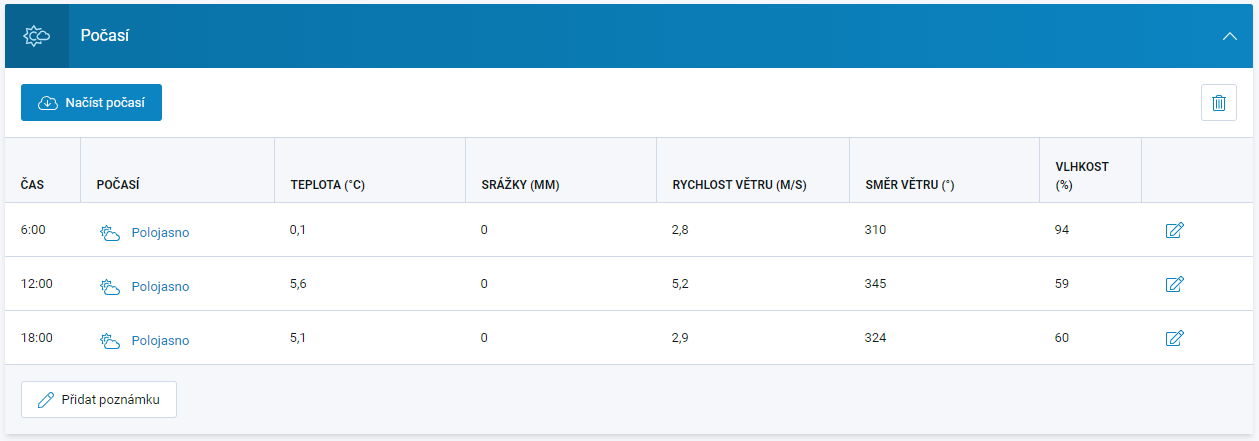 Počasí
Načíst počasí
ČAS POČASÍ TEPLOTA (°C) SRÁŽKY (MM) RYCHLOST VĚTRU (M/S) SMĚR VĚTRU (°) VLHKOST (%)
6:00 Polojasno 0,1 0 2,8 310 94
12:00 Polojasno 5,6 0 5,2 345 59
18:00 Polojasno 5,1 0 2,9 324 60
Přidat poznámku